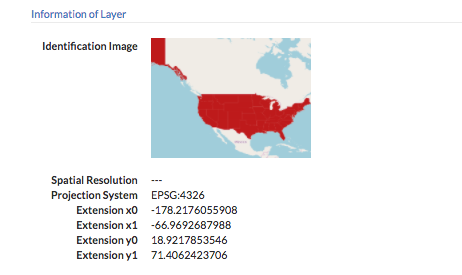 Information of Layer
Identification Image
Spatial Resolution ---
Projection System EPSG:4326
Extension x0 -178.2176055908
Extension x1 -66.9692687988
Extension y0 18.9217853546
Extension y1 71.4062423706